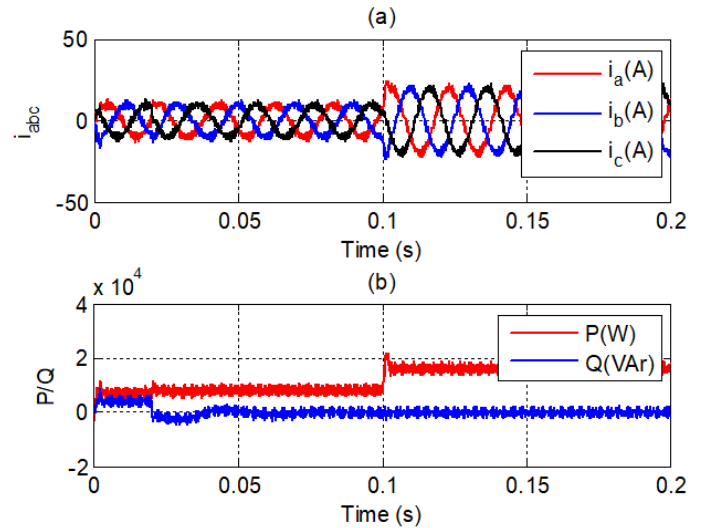 (a)
50
0
-50
i_abc
i_a(A)
i_b(A)
i_c(A)
0 0.05 0.1 0.15 0.2
Time (s)
(b)
x 10^4
4
2
0
-2
P/Q
P(W)
Q(VAr)
0 0.05 0.1 0.15 0.2
Time (s)